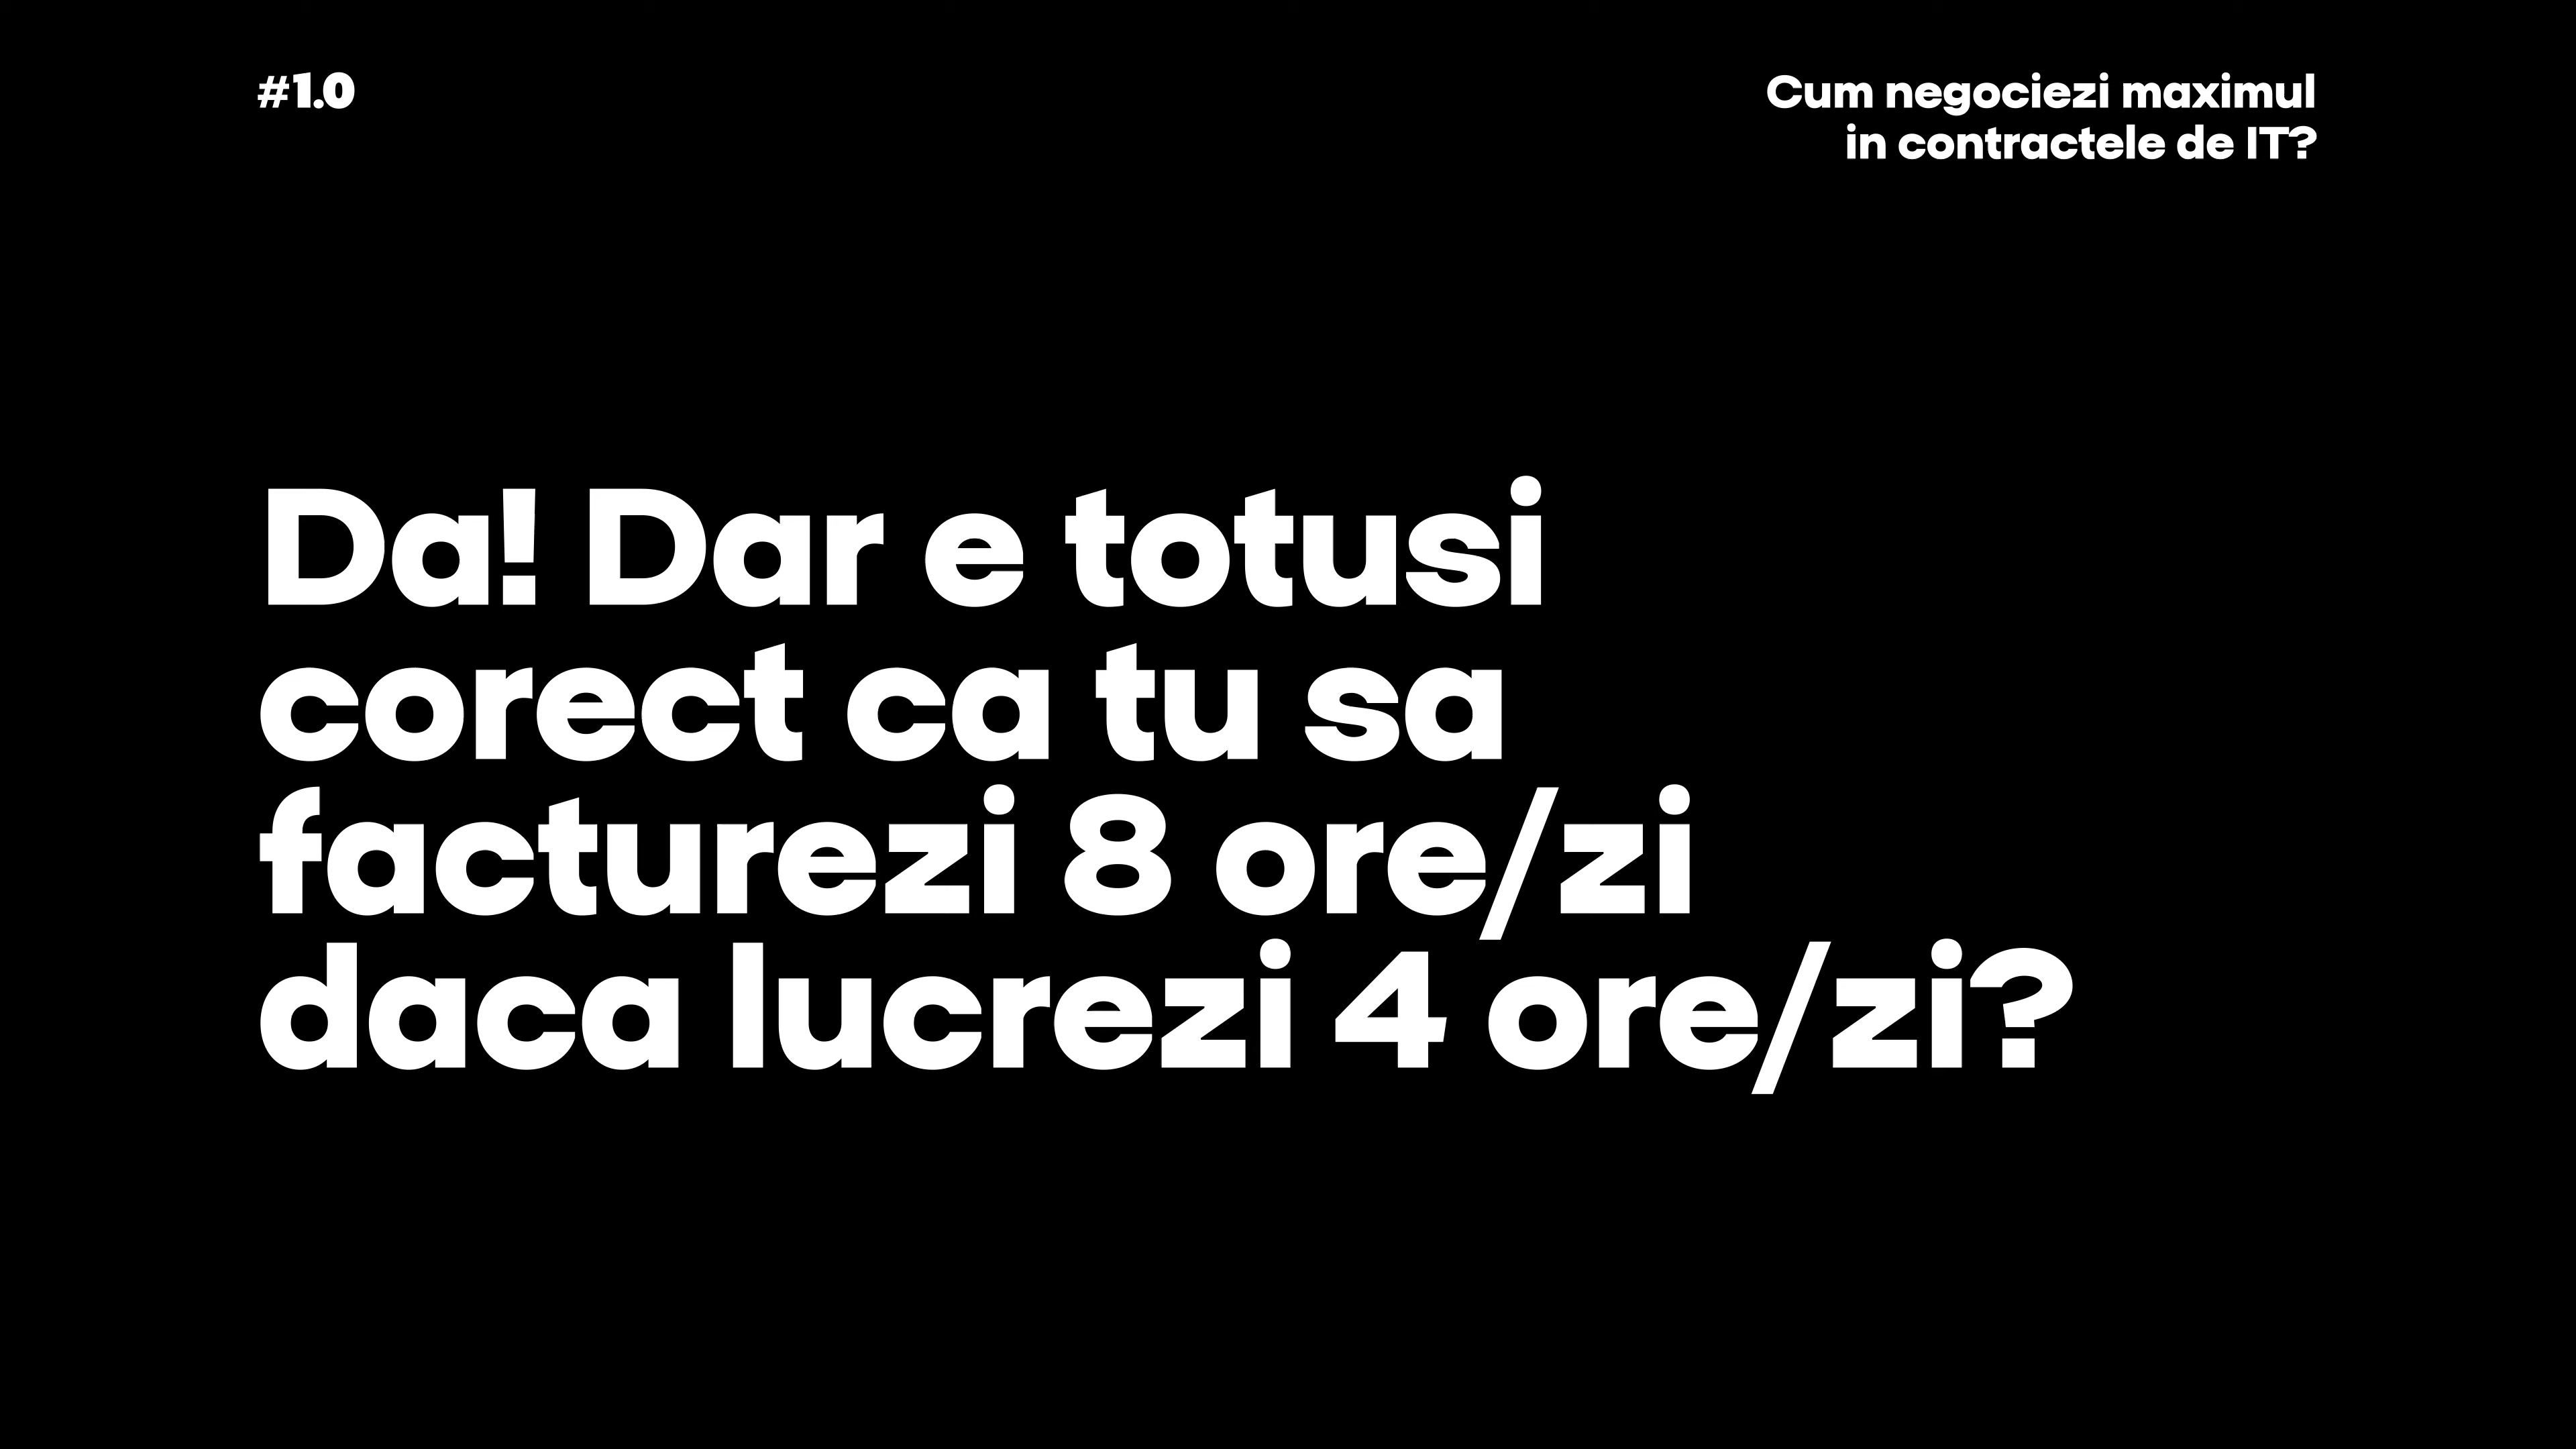 #1.0
Cum negociezi maximul
in contractele de IT?
Da! Dar e totusi
corect ca tu sa
facturezi 8 ore/zi
daca lucrezi 4 ore/zi?